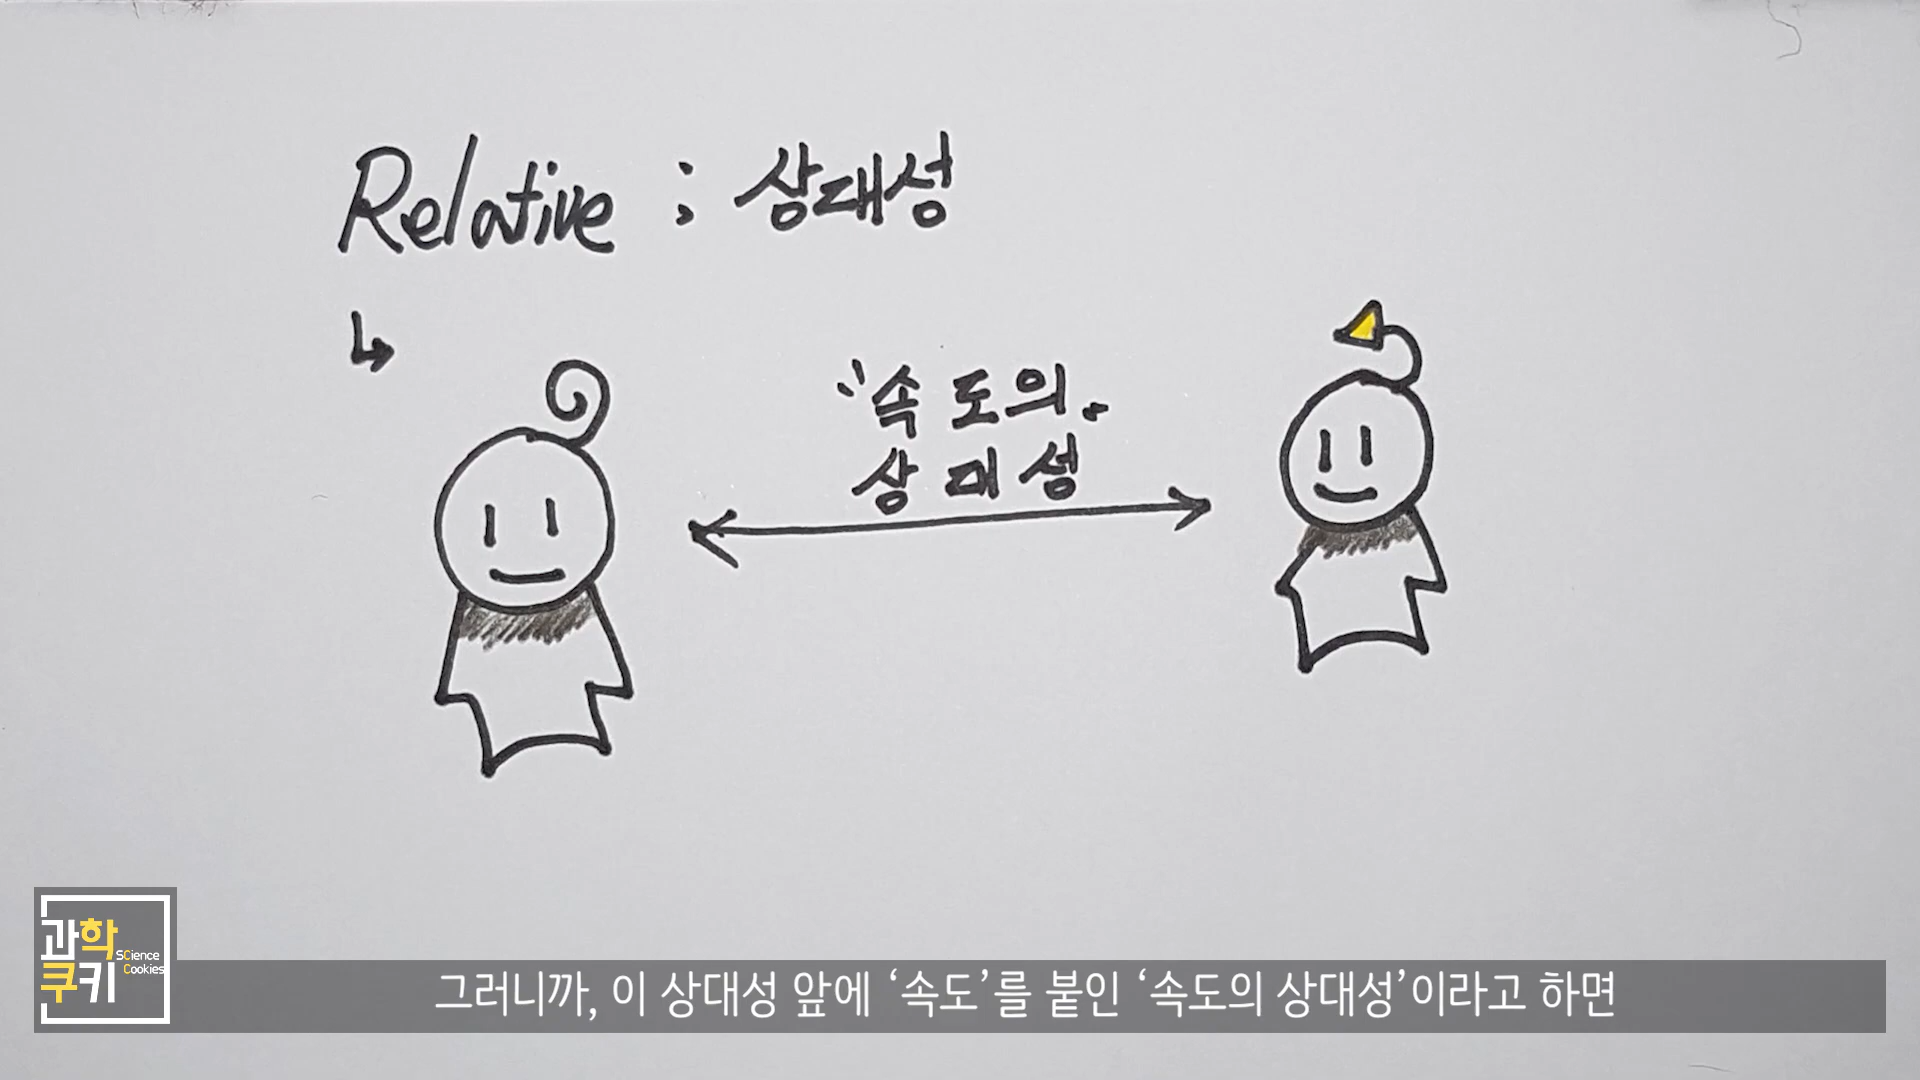 Relative : 상대성
↳
"속도의
상대성
과학
쿠키
SCience
Cookies
그러니까, 이 상대성 앞에 ‘속도’를 붙인 ‘속도의 상대성’이라고 하면